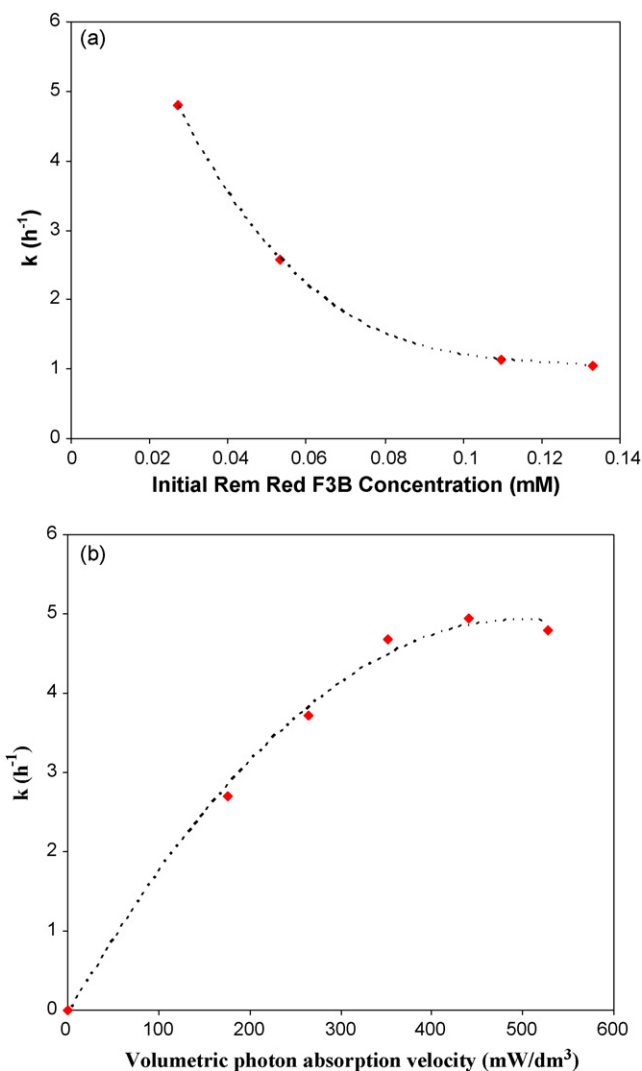 (a)
6
5
4
3
2
1
0
k (h⁻¹)
0 0.02 0.04 0.06 0.08 0.1 0.12 0.14
Initial Rem Red F3B Concentration (mM)
(b)
6
5
4
3
2
1
0
k (h⁻¹)
0 100 200 300 400 500 600
Volumetric photon absorption velocity (mW/dm³)